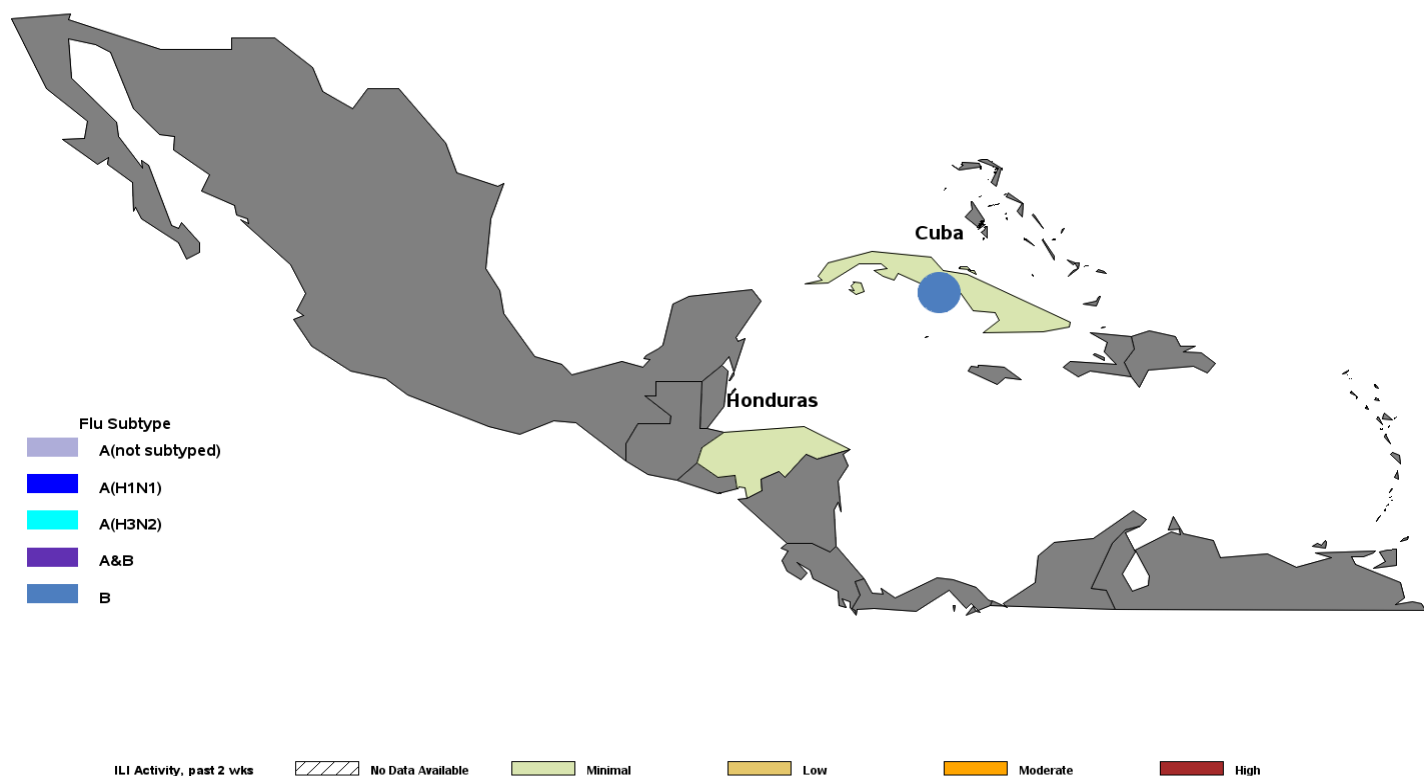 Cuba
Honduras
Flu Subtype
A(not subtyped)
A(H1N1)
A(H3N2)
A&B
B
ILI Activity, past 2 wks
No Data Available
Minimal
Low
Moderate
High